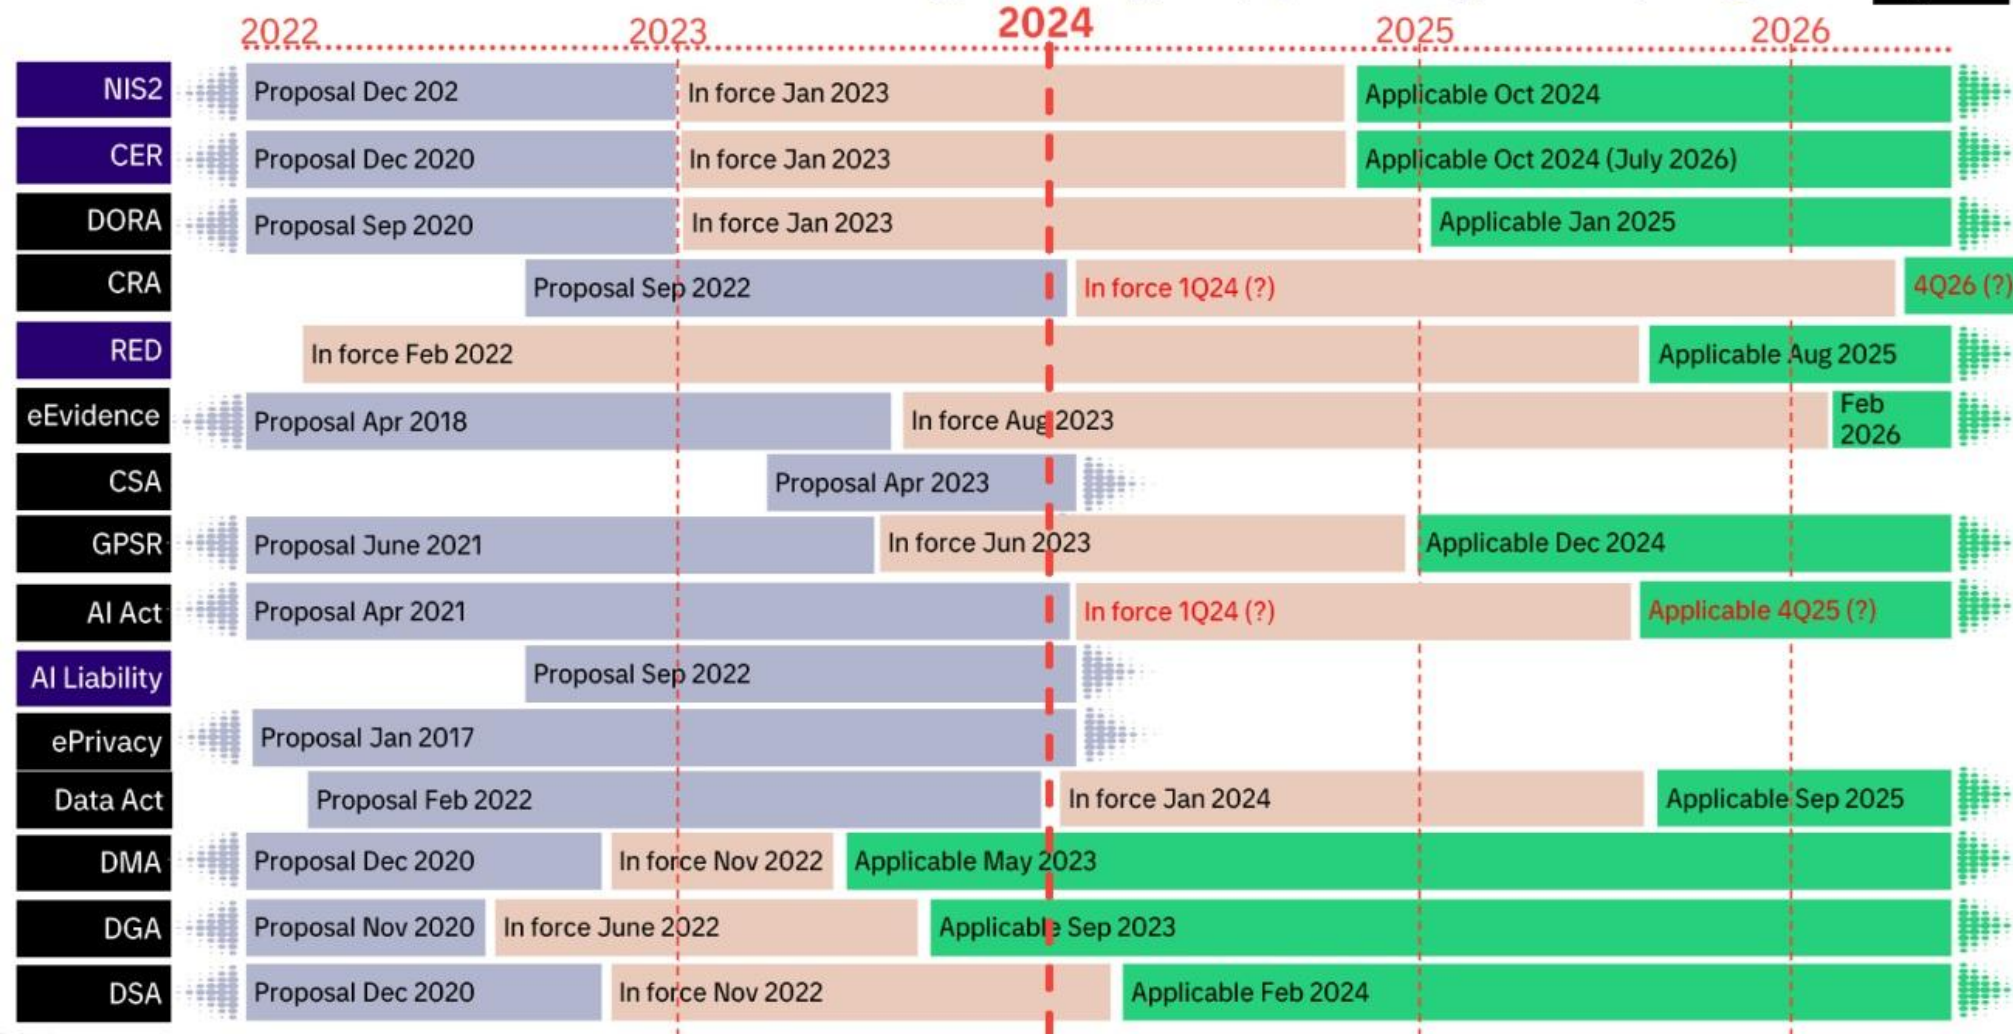 2022 2023 2024 2025 2026
NIS2 Proposal Dec 202 In force Jan 2023 Applicable Oct 2024
CER Proposal Dec 2020 In force Jan 2023 Applicable Oct 2024 (July 2026)
DORA Proposal Sep 2020 In force Jan 2023 Applicable Jan 2025
CRA Proposal Sep 2022 In force 1Q24 (?) 4Q26 (?)
RED In force Feb 2022 Applicable Aug 2025
eEvidence Proposal Apr 2018 In force Aug 2023 Feb
2026
CSA Proposal Apr 2023
GPSR Proposal June 2021 In force Jun 2023 Applicable Dec 2024
AI Act Proposal Apr 2021 In force 1Q24 (?) Applicable 4Q25 (?)
AI Liability Proposal Sep 2022
ePrivacy Proposal Jan 2017
Data Act Proposal Feb 2022 In force Jan 2024 Applicable Sep 2025
DMA Proposal Dec 2020 In force Nov 2022 Applicable May 2023
DGA Proposal Nov 2020 In force June 2022 Applicable Sep 2023
DSA Proposal Dec 2020 In force Nov 2022 Applicable Feb 2024